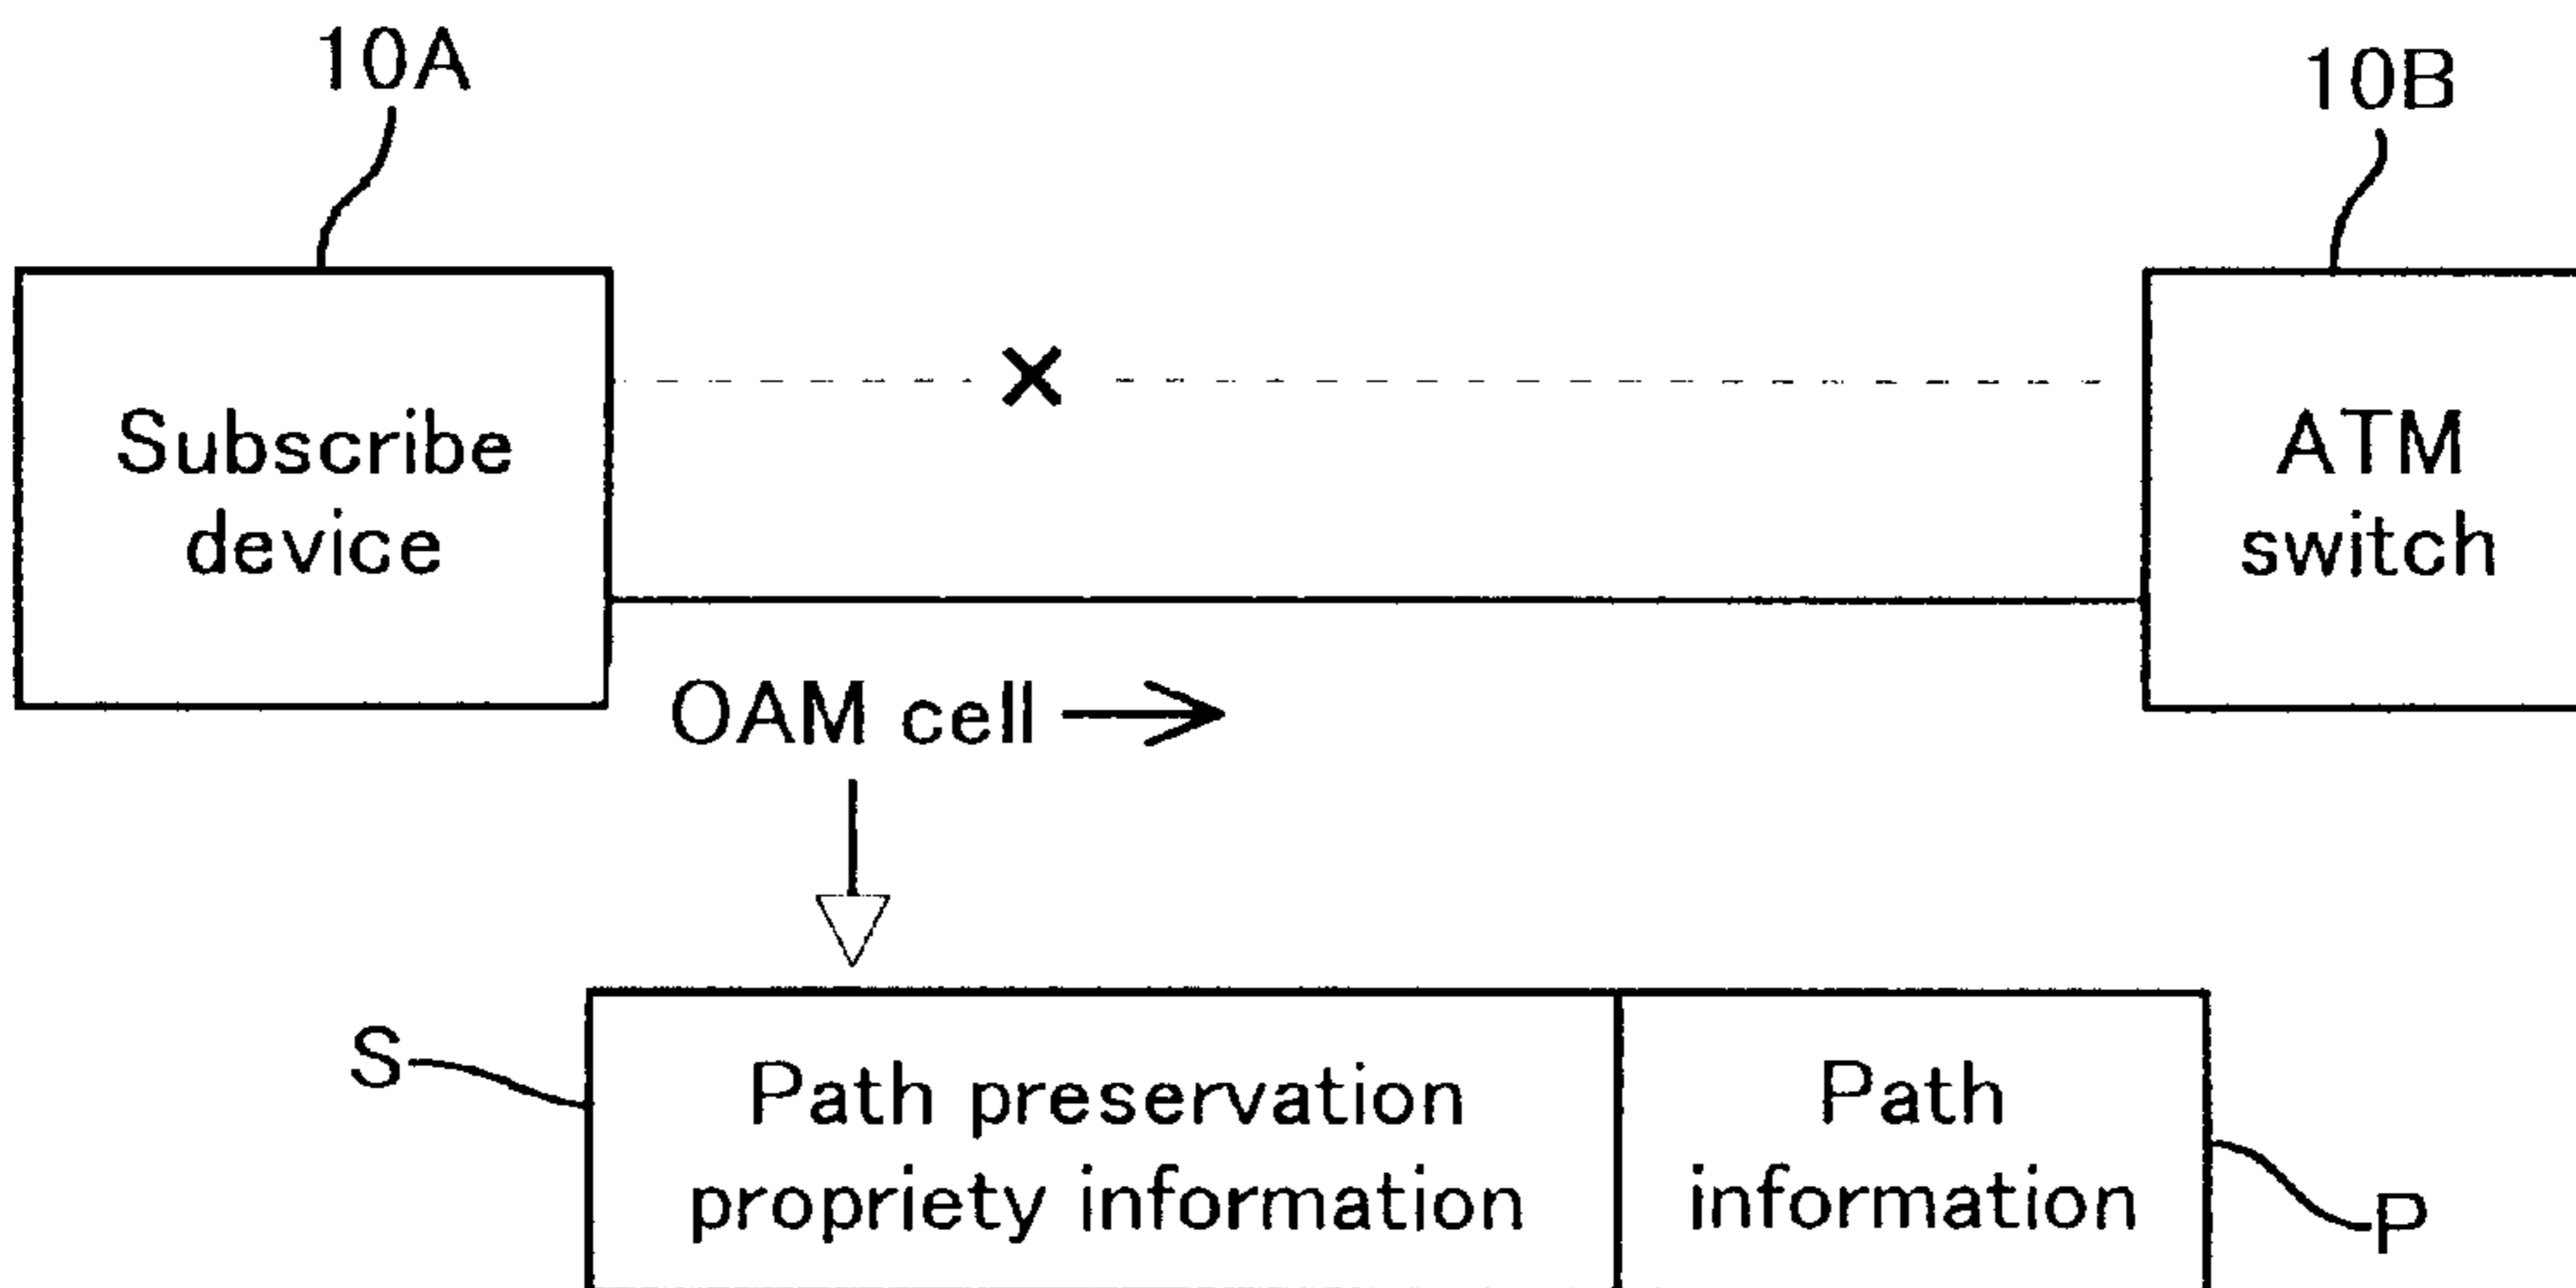 10A
10B
Subscribe
device
ATM
switch
OAM cell
S
Path preservation
propriety information
Path
information
P